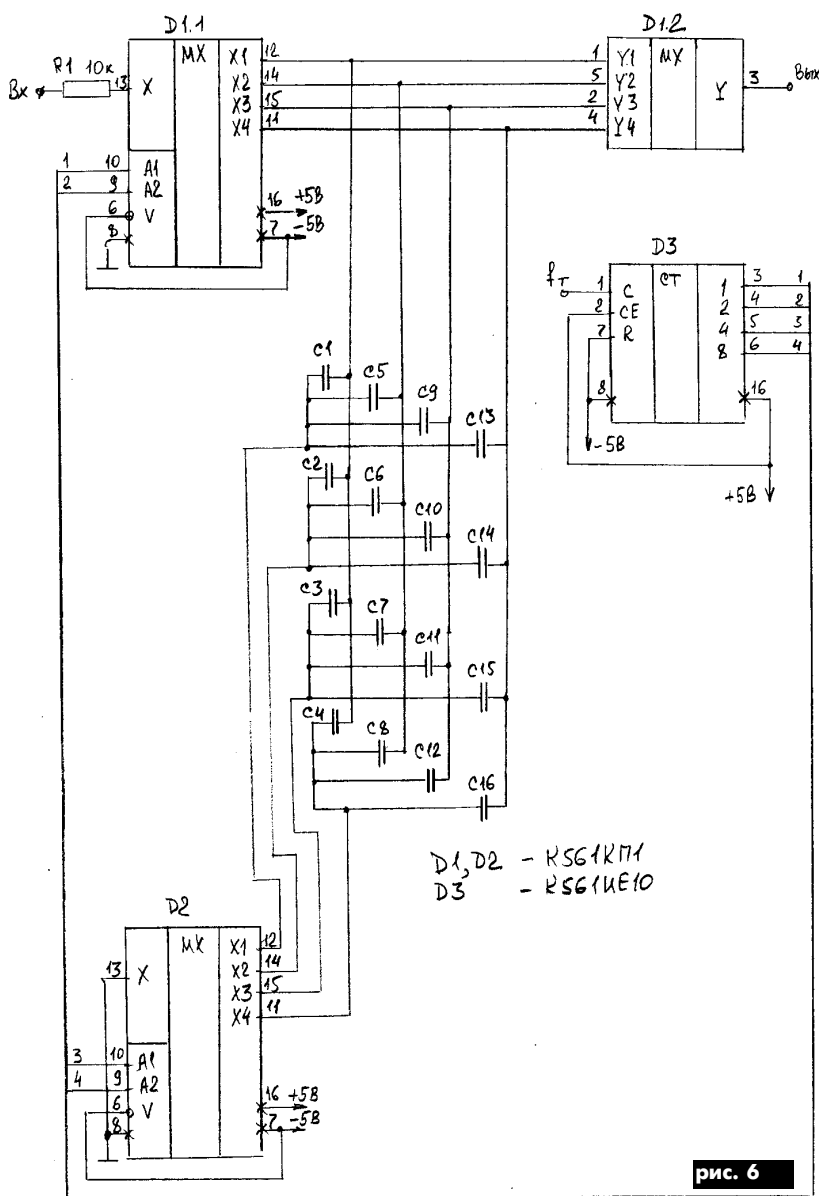 D1.1
D1.2
R1 10к
Вх
13
X
MX
X1
X2
X3
X4
12
14
15
11
1
5
2
4
Y1
Y2
Y3
Y4
MX
Y
3
Вых
1
2
10
9
6
8
A1
A2
V
16 +5В
7 -5В
D3
fт
1
2
7
C
CE
R
CT
1
2
4
8
3
4
5
6
1
2
3
4
8
16
-5В
+5В
C1
C5
C9
C13
C2
C6
C10
C14
C3
C7
C11
C15
C4
C8
C12
C16
D1, D2 - К561КП1
D3 - К561ИЕ10
D2
13
X
MX
X1
X2
X3
X4
12
14
15
11
3
4
10
9
6
8
A1
A2
V
16 +5В
7 -5В
рис. 6